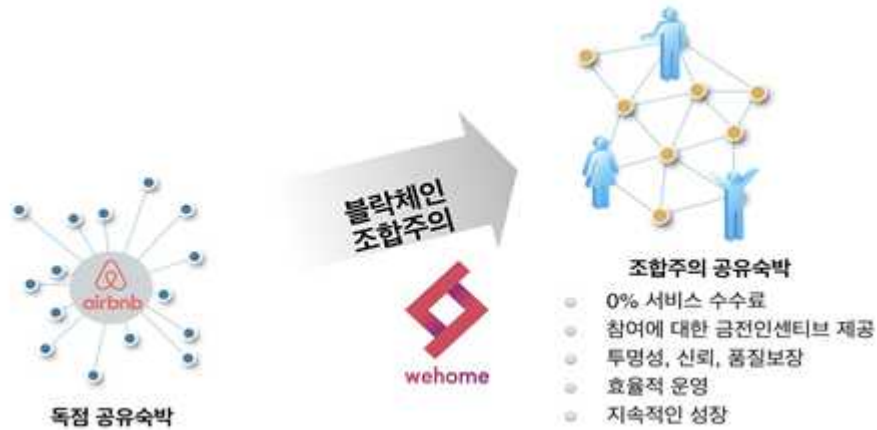 airbnb
독점 공유숙박
블락체인
조합주의
wehome
조합주의 공유숙박
0% 서비스 수수료
참여에 대한 금전인센티브 제공
투명성, 신뢰, 품질보장
효율적 운영
지속적인 성장